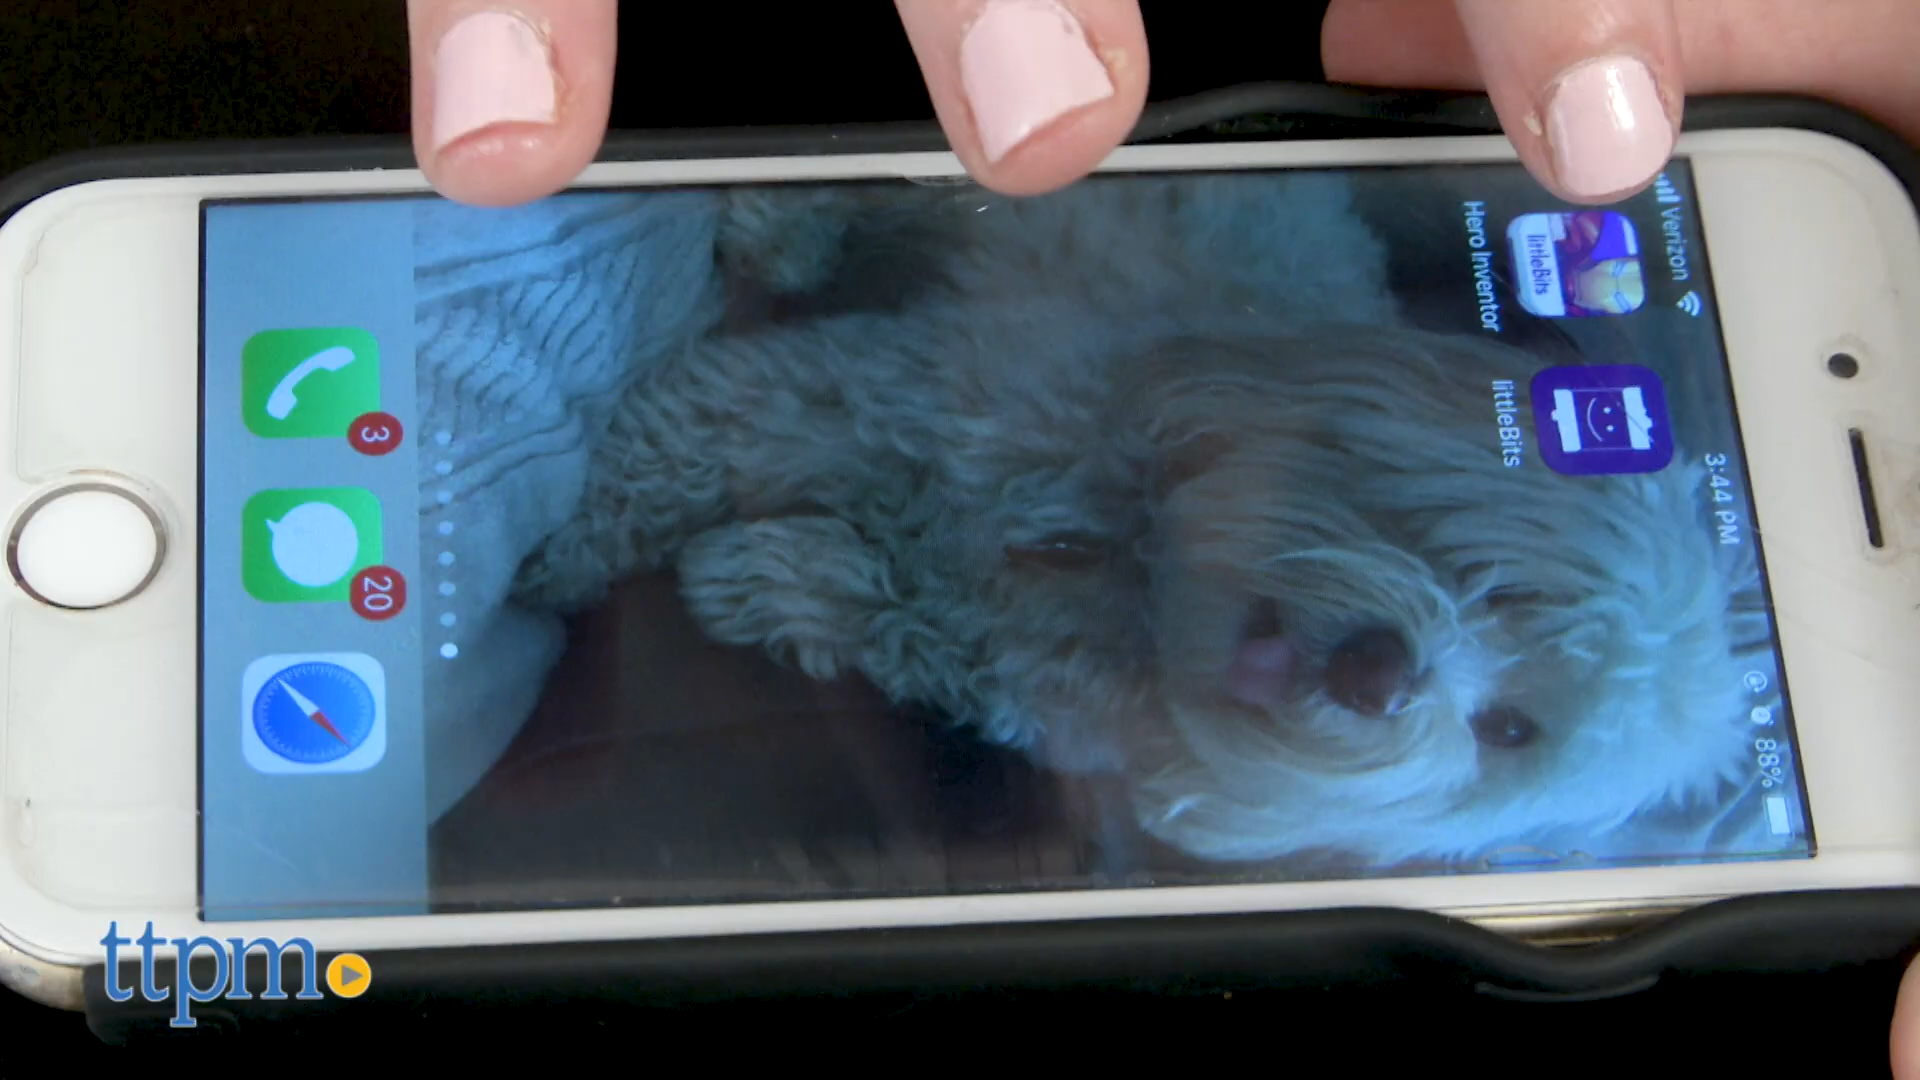 Verizon
3:44 PM
88%
littleBits
Hero Inventor
littleBits
3
20
ttpm